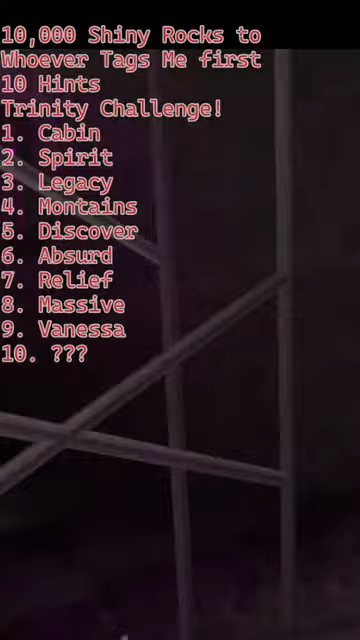 10,000 Shiny Rocks to
Whoever Tags Me first
10 Hints
Trinity Challenge!
1. Cabin
2. Spirit
3. Legacy
4. Montains
5. Discover
6. Absurd
7. Relief
8. Massive
9. Vanessa
10. ???